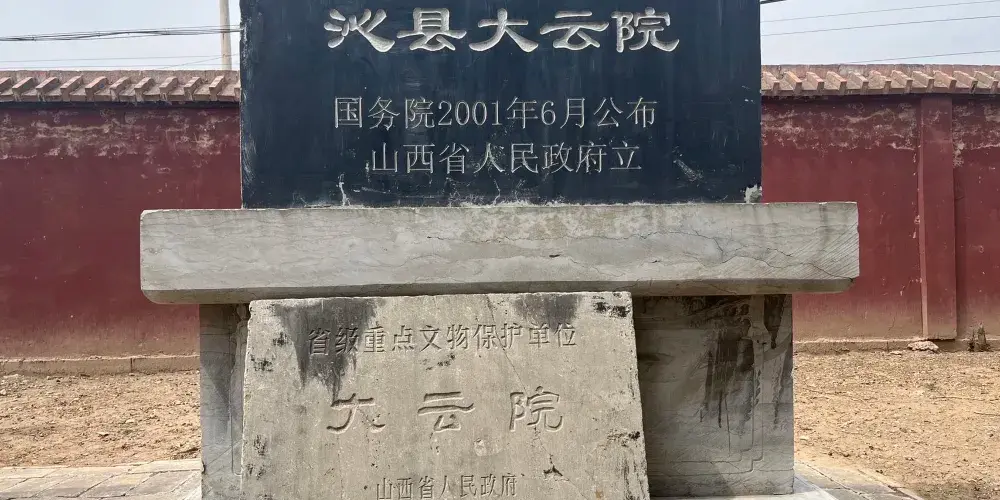 沁县大云院
国务院2001年6月公布
山西省人民政府立
省级重点文物保护单位
大云院
山西省人民政府